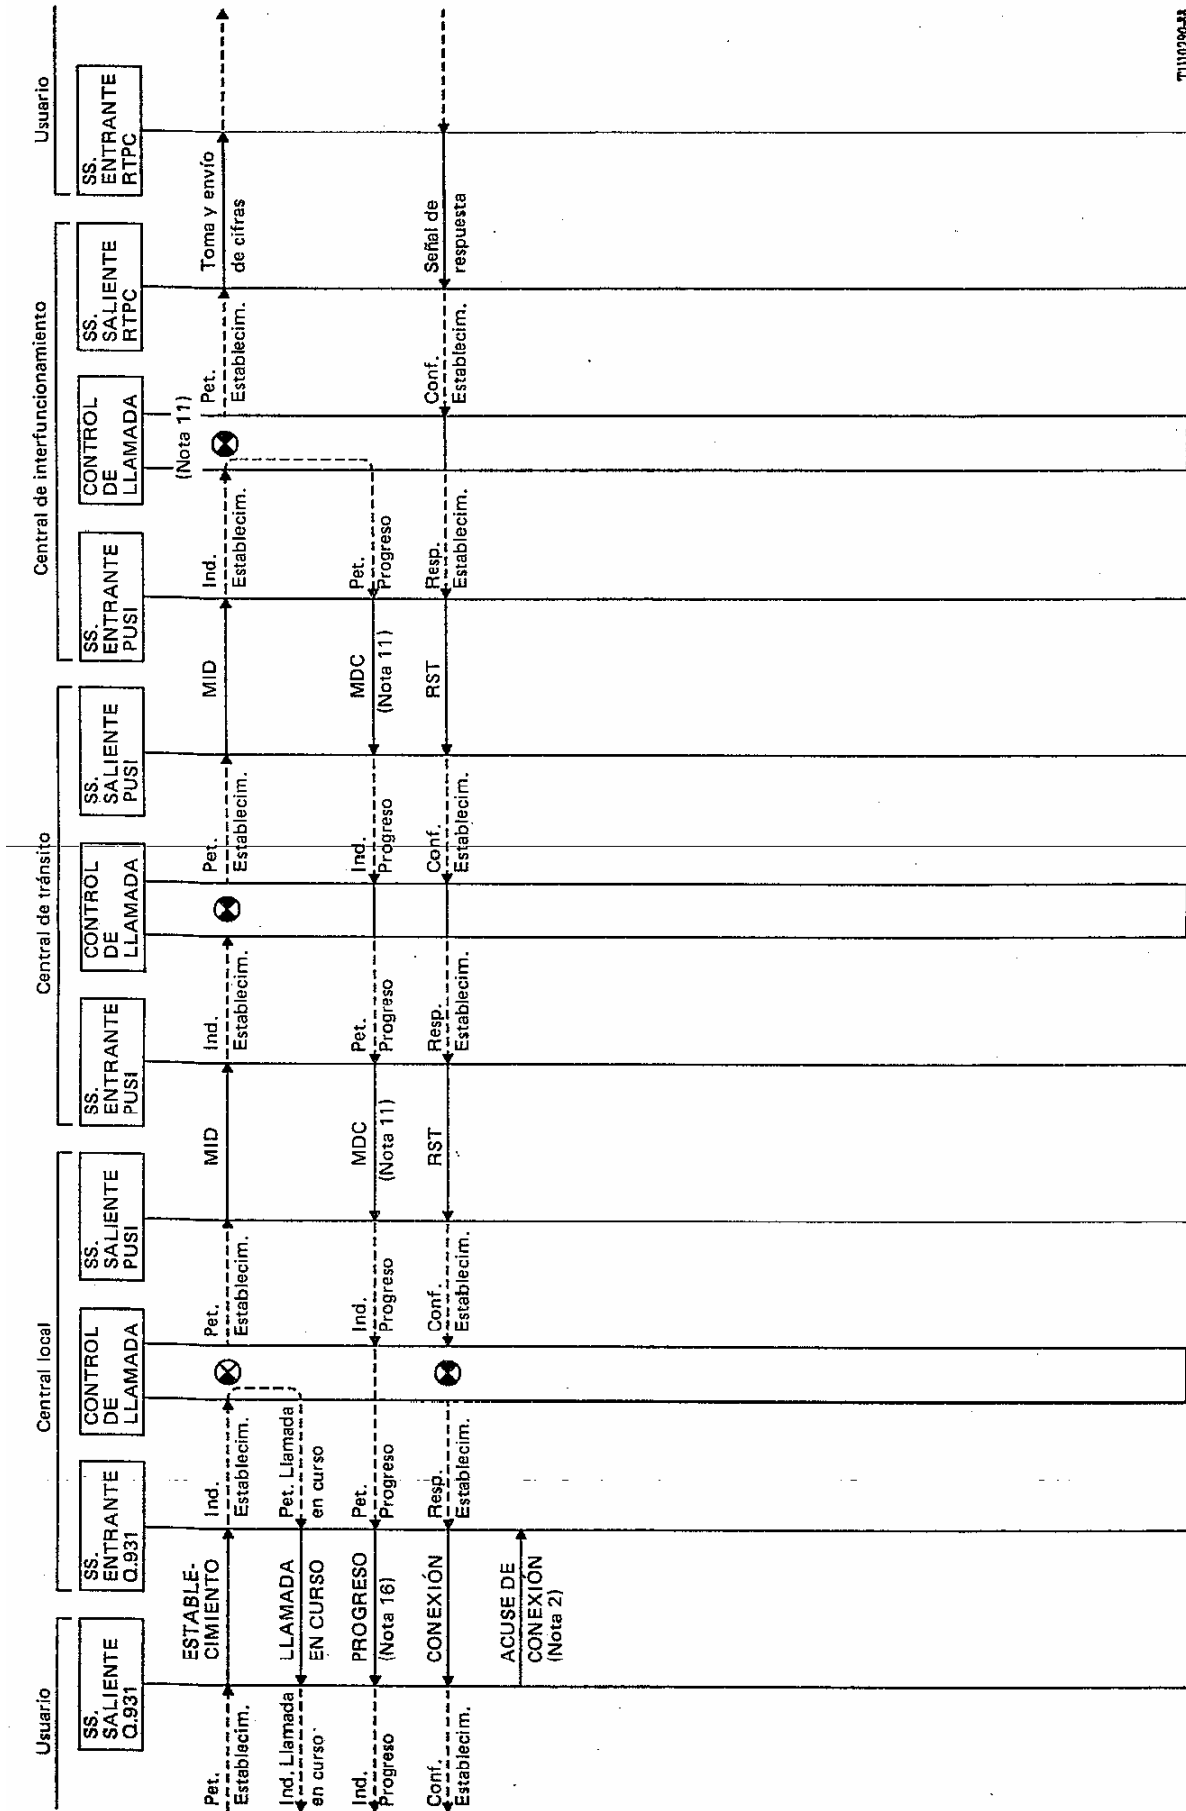 Usuario
Central local
Central de tránsito
Central de interfuncionamiento
Usuario
SS.
SALIENTE
Q.931
SS.
ENTRANTE
Q.931
CONTROL
DE
LLAMADA
SS.
SALIENTE
PUSI
SS.
ENTRANTE
PUSI
CONTROL
DE
LLAMADA
SS.
SALIENTE
PUSI
SS.
ENTRANTE
PUSI
CONTROL
DE
LLAMADA
SS.
SALIENTE
RTPC
SS.
ENTRANTE
RTPC
(Nota 11)
Pet.
Establecim.
ESTABLE-
CIMIENTO
Ind.
Establecim.
Pet.
Establecim.
MID
Ind.
Establecim.
Pet.
Establecim.
MID
Ind.
Establecim.
Pet.
Establecim.
Toma y envío
de cifras
Ind. Llamada
en curso
LLAMADA
EN CURSO
Pet. Llamada
en curso
Ind.
Progreso
PROGRESO
(Nota 16)
Pet.
Progreso
Ind.
Progreso
MDC
(Nota 11)
Pet.
Progreso
Ind.
Progreso
MDC
(Nota 11)
Pet.
Progreso
Conf.
Establecim.
CONEXIÓN
Resp.
Establecim.
Conf.
Establecim.
RST
Resp.
Establecim.
Conf.
Establecim.
RST
Resp.
Establecim.
Conf.
Establecim.
Señal de
respuesta
ACUSE DE
CONEXIÓN
(Nota 2)
T1110290-88